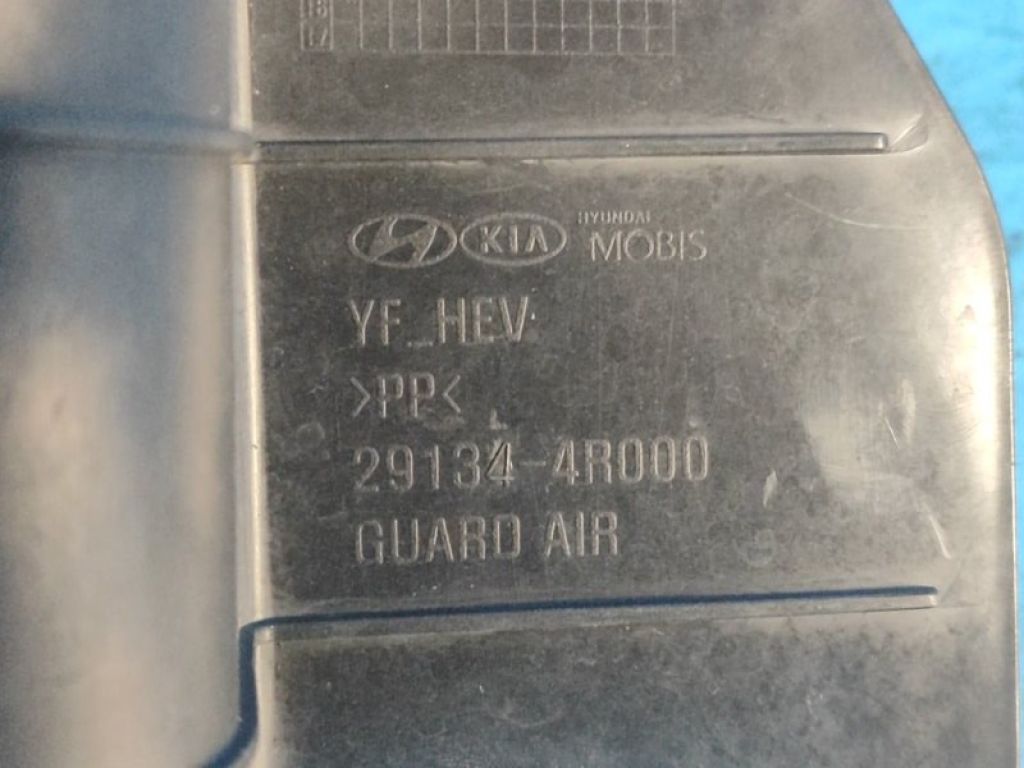 KIA HYUNDAI MOBIS
YF_HEV
>PP<
29134-4R000
GUARD AIR